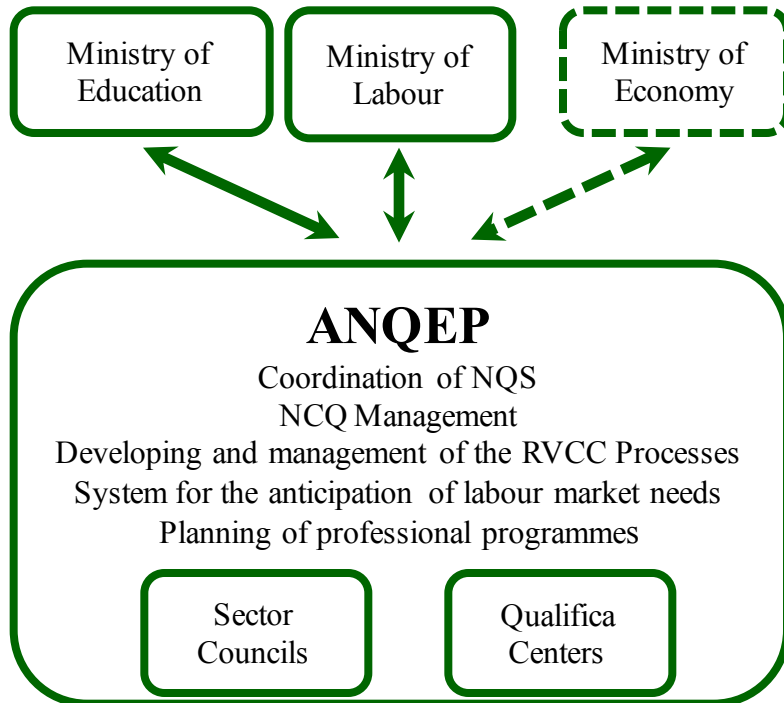 Ministry of
Education
Ministry of
Labour
Ministry of
Economy
ANQEP
Coordination of NQS
NCQ Management
Developing and management of the RVCC Processes
System for the anticipation of labour market needs
Planning of professional programmes
Sector
Councils
Qualifica
Centers